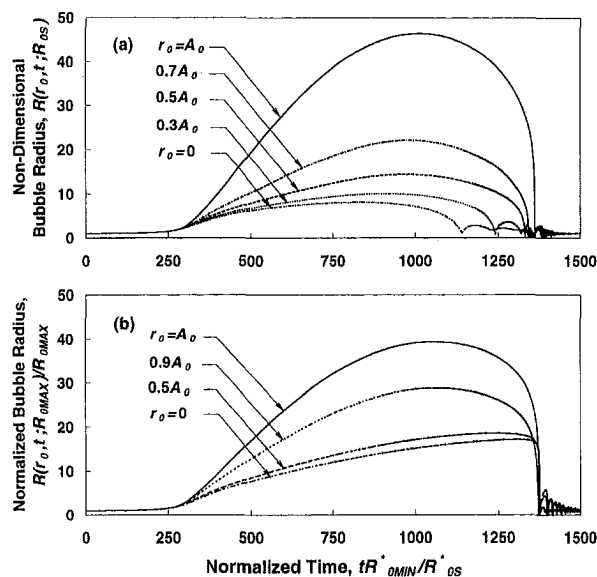 (a)
Non-Dimensional
Bubble Radius, R(r₀,t;R₀S)
50
40
30
20
10
0
r₀=A₀
0.7A₀
0.5A₀
0.3A₀
r₀=0
0 250 500 750 1000 1250 1500
(b)
Normalized Bubble Radius,
R(r₀,t;R₀MAX)/R₀MAX
50
40
30
20
10
0
r₀=A₀
0.9A₀
0.5A₀
r₀=0
0 250 500 750 1000 1250 1500
Normalized Time, tR*₀MIN/R*₀S